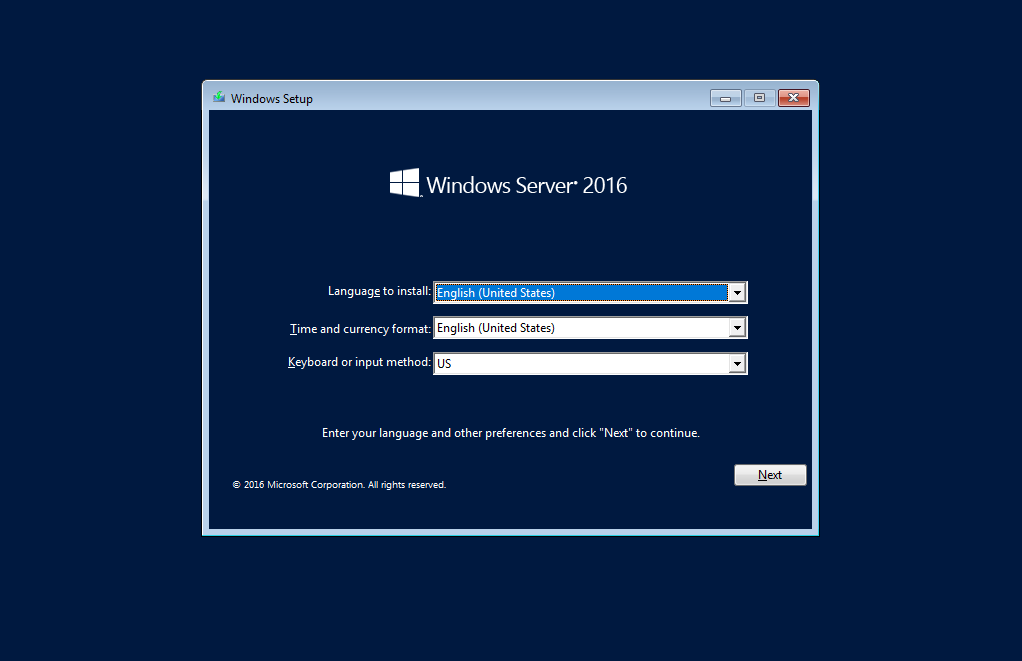 Windows Setup
Windows Server® 2016
Language to install: English (United States)
Time and currency format: English (United States)
Keyboard or input method: US
Enter your language and other preferences and click "Next" to continue.
Next
© 2016 Microsoft Corporation. All rights reserved.